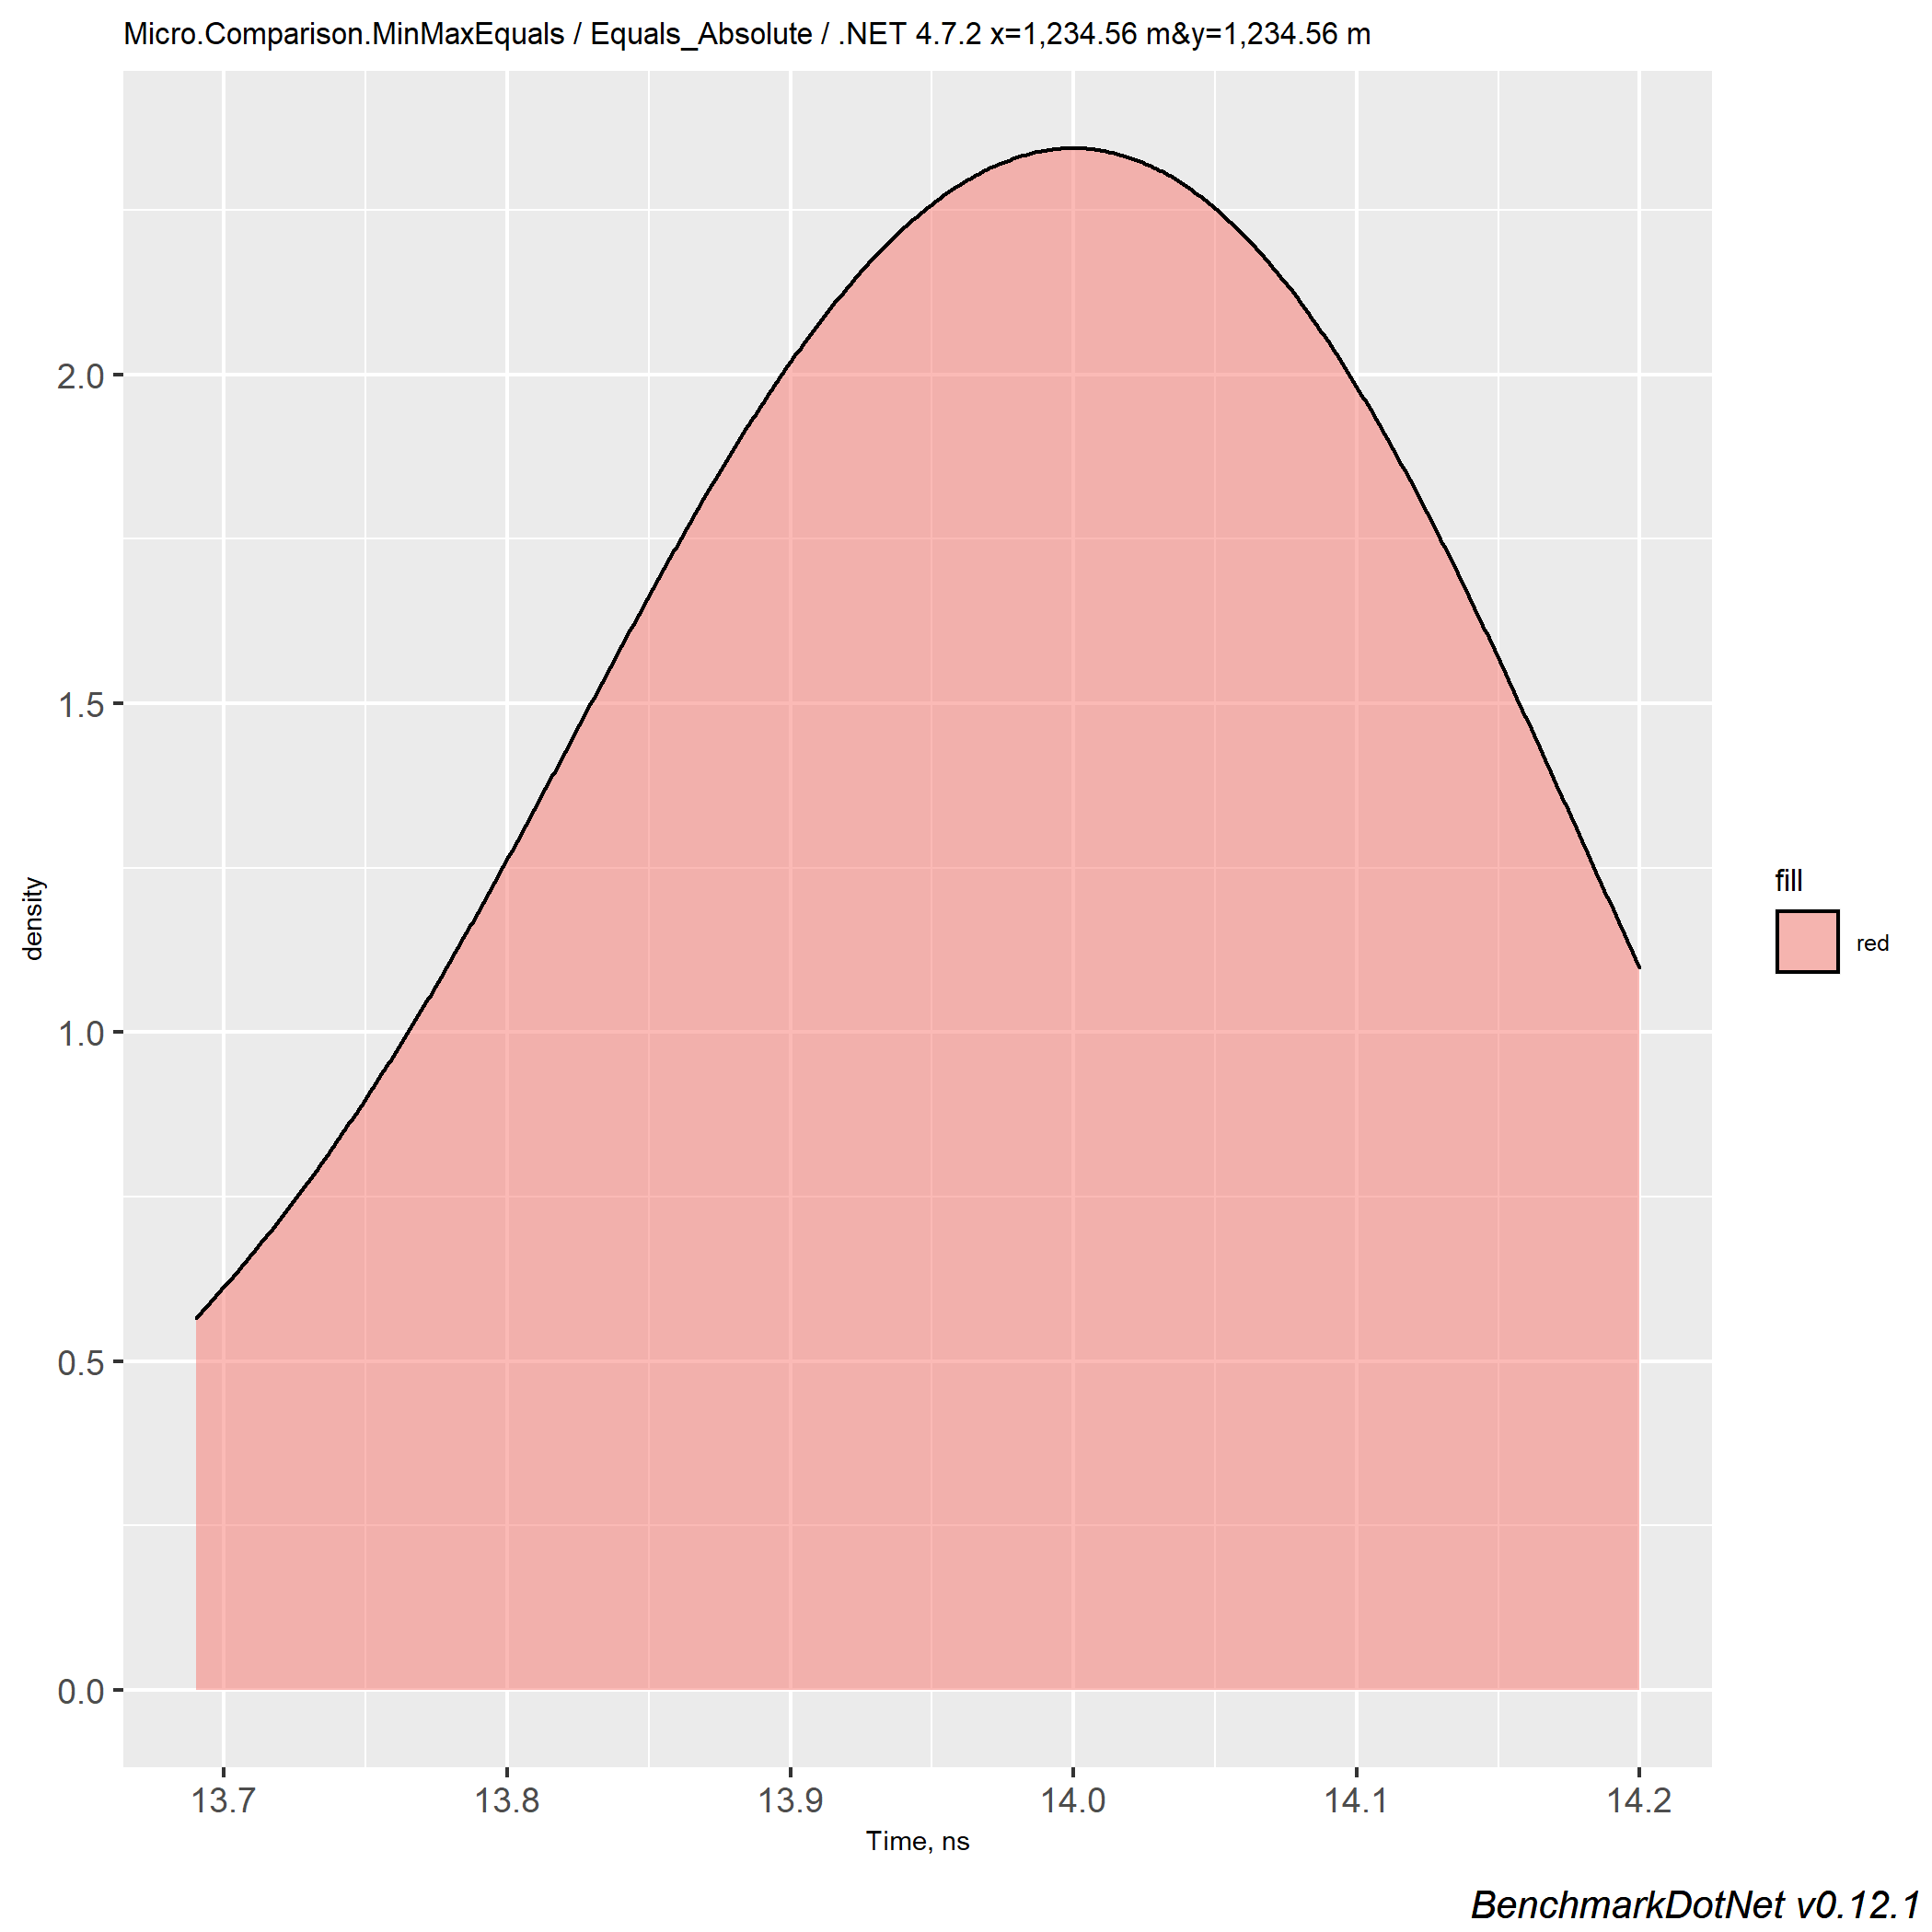 Micro.Comparison.MinMaxEquals / Equals_Absolute / .NET 4.7.2 x=1,234.56 m&y=1,234.56 m
2.0
1.5
1.0
0.5
0.0
density
13.7 13.8 13.9 14.0 14.1 14.2
Time, ns
fill
red
BenchmarkDotNet v0.12.1